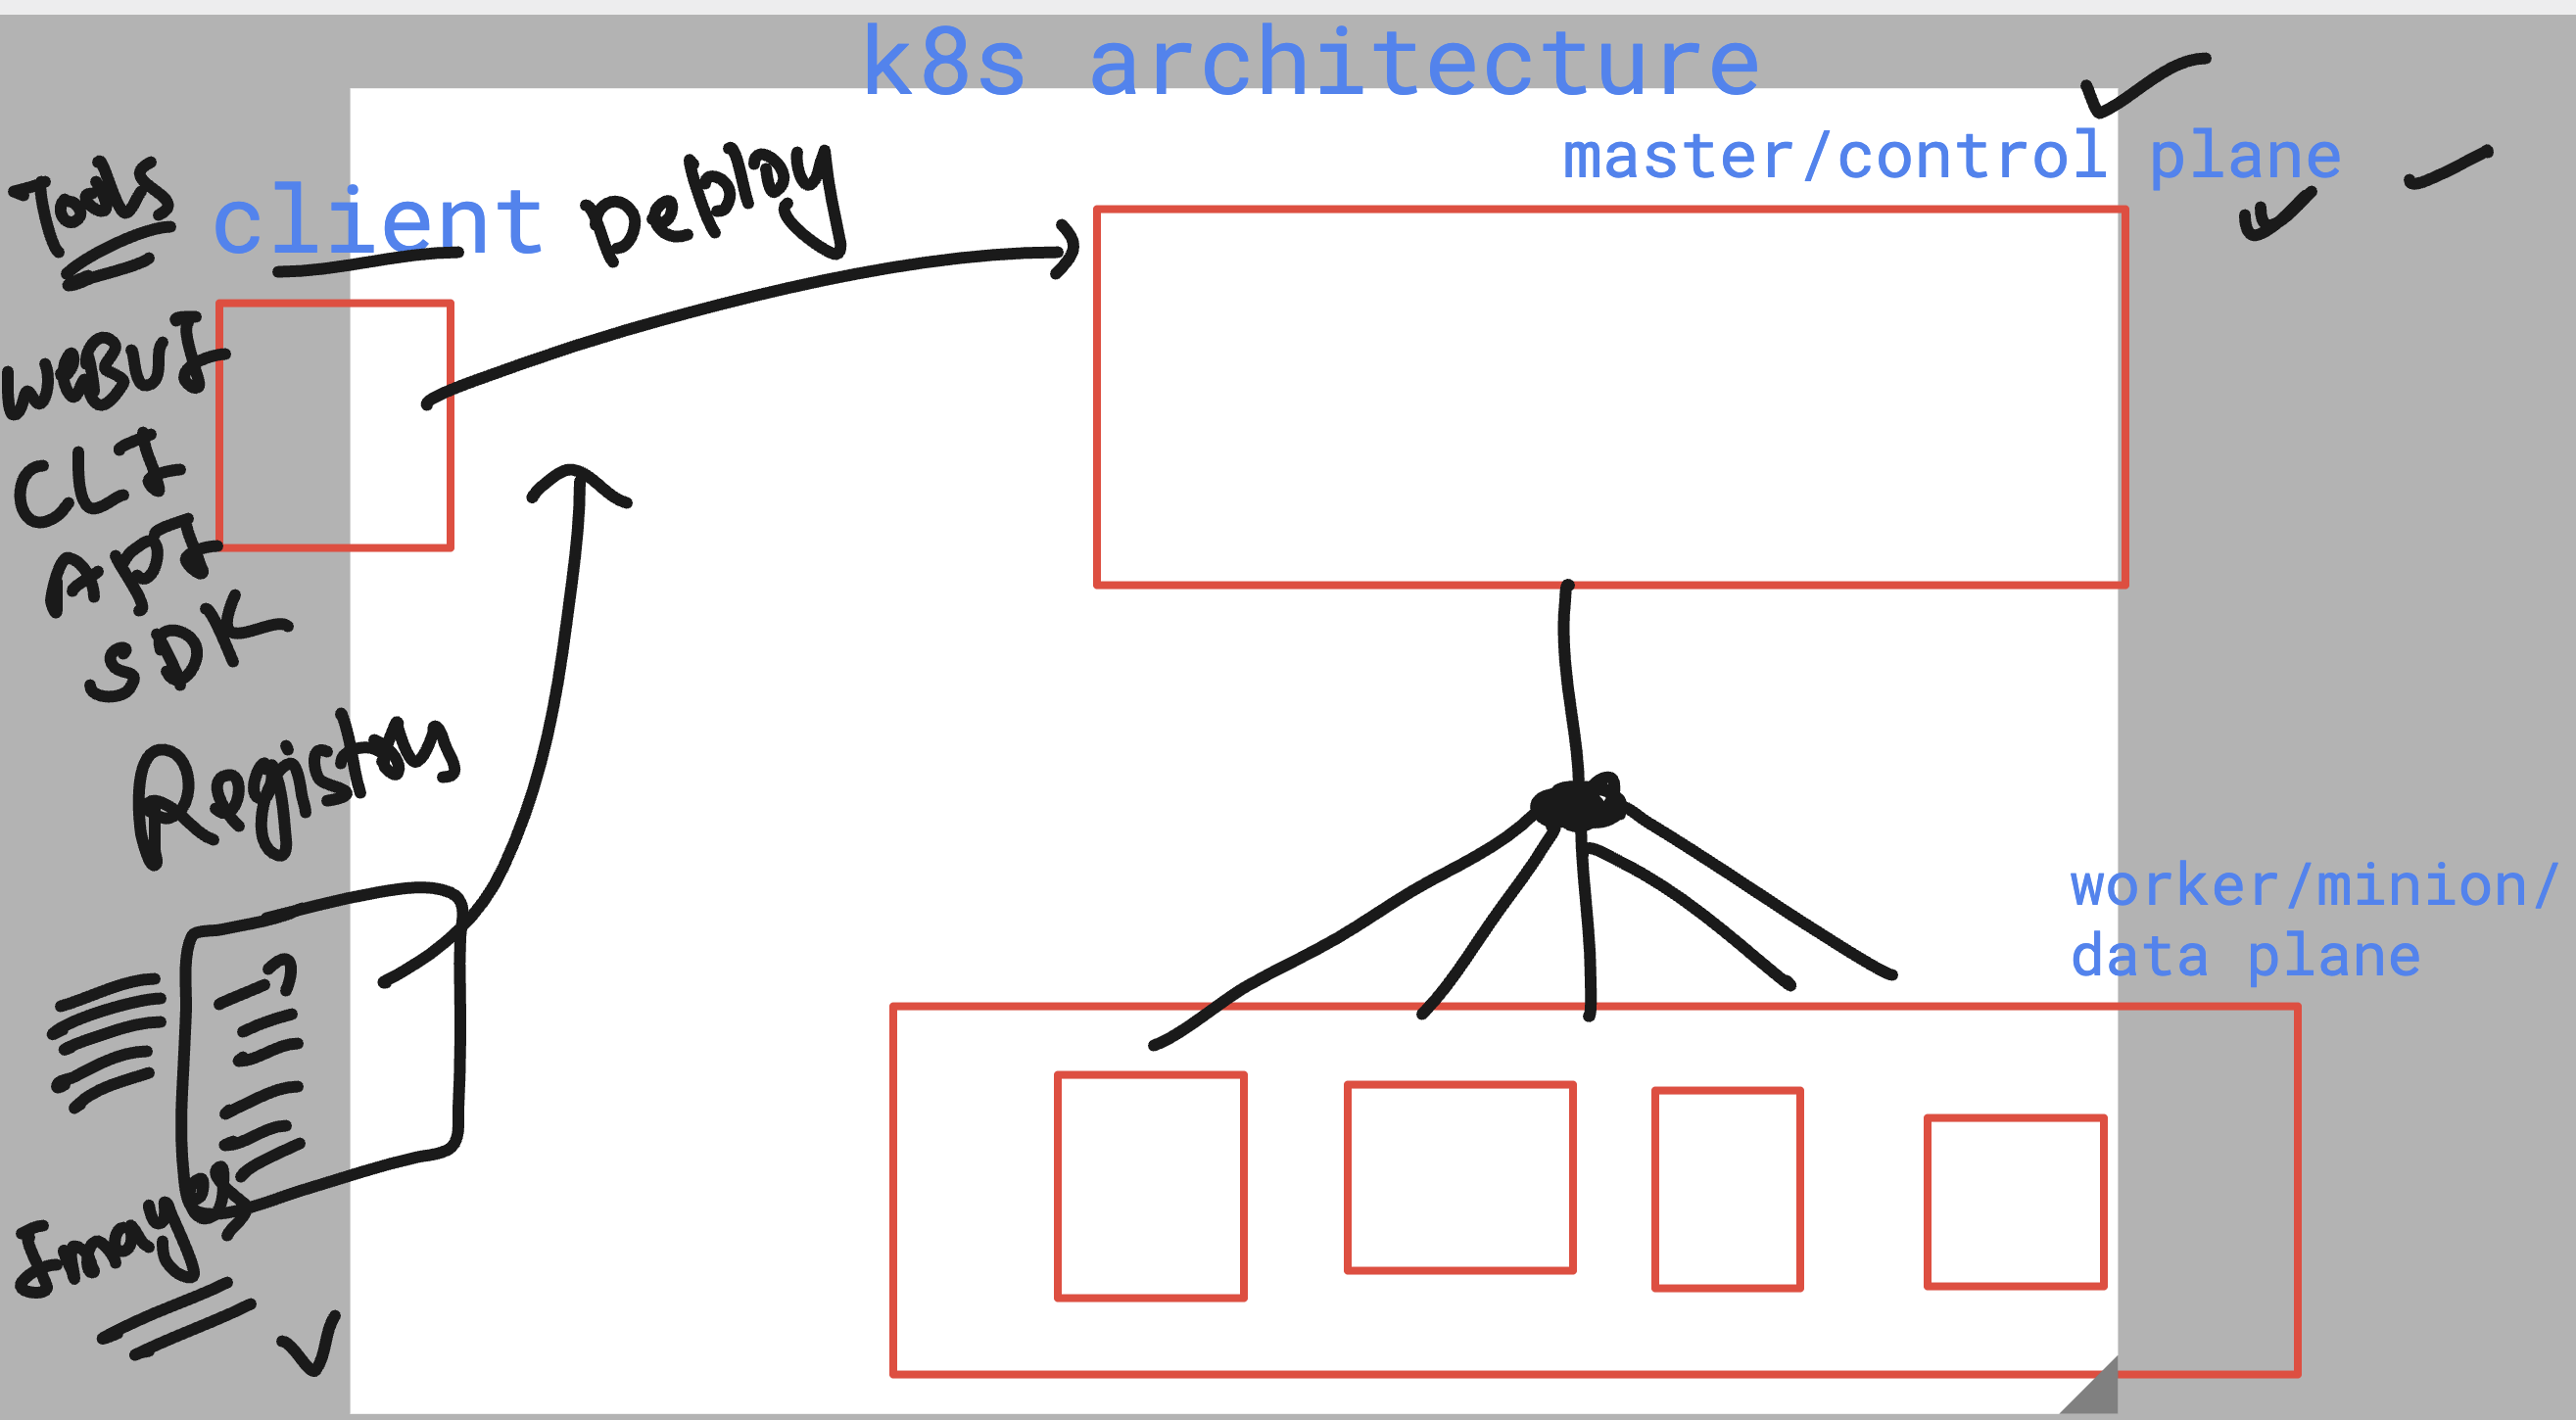 k8s architecture
master/control plane
Tools
client
Deploy
WEBUI
CLI
API
SDK
Registry
worker/minion/
data plane
Images